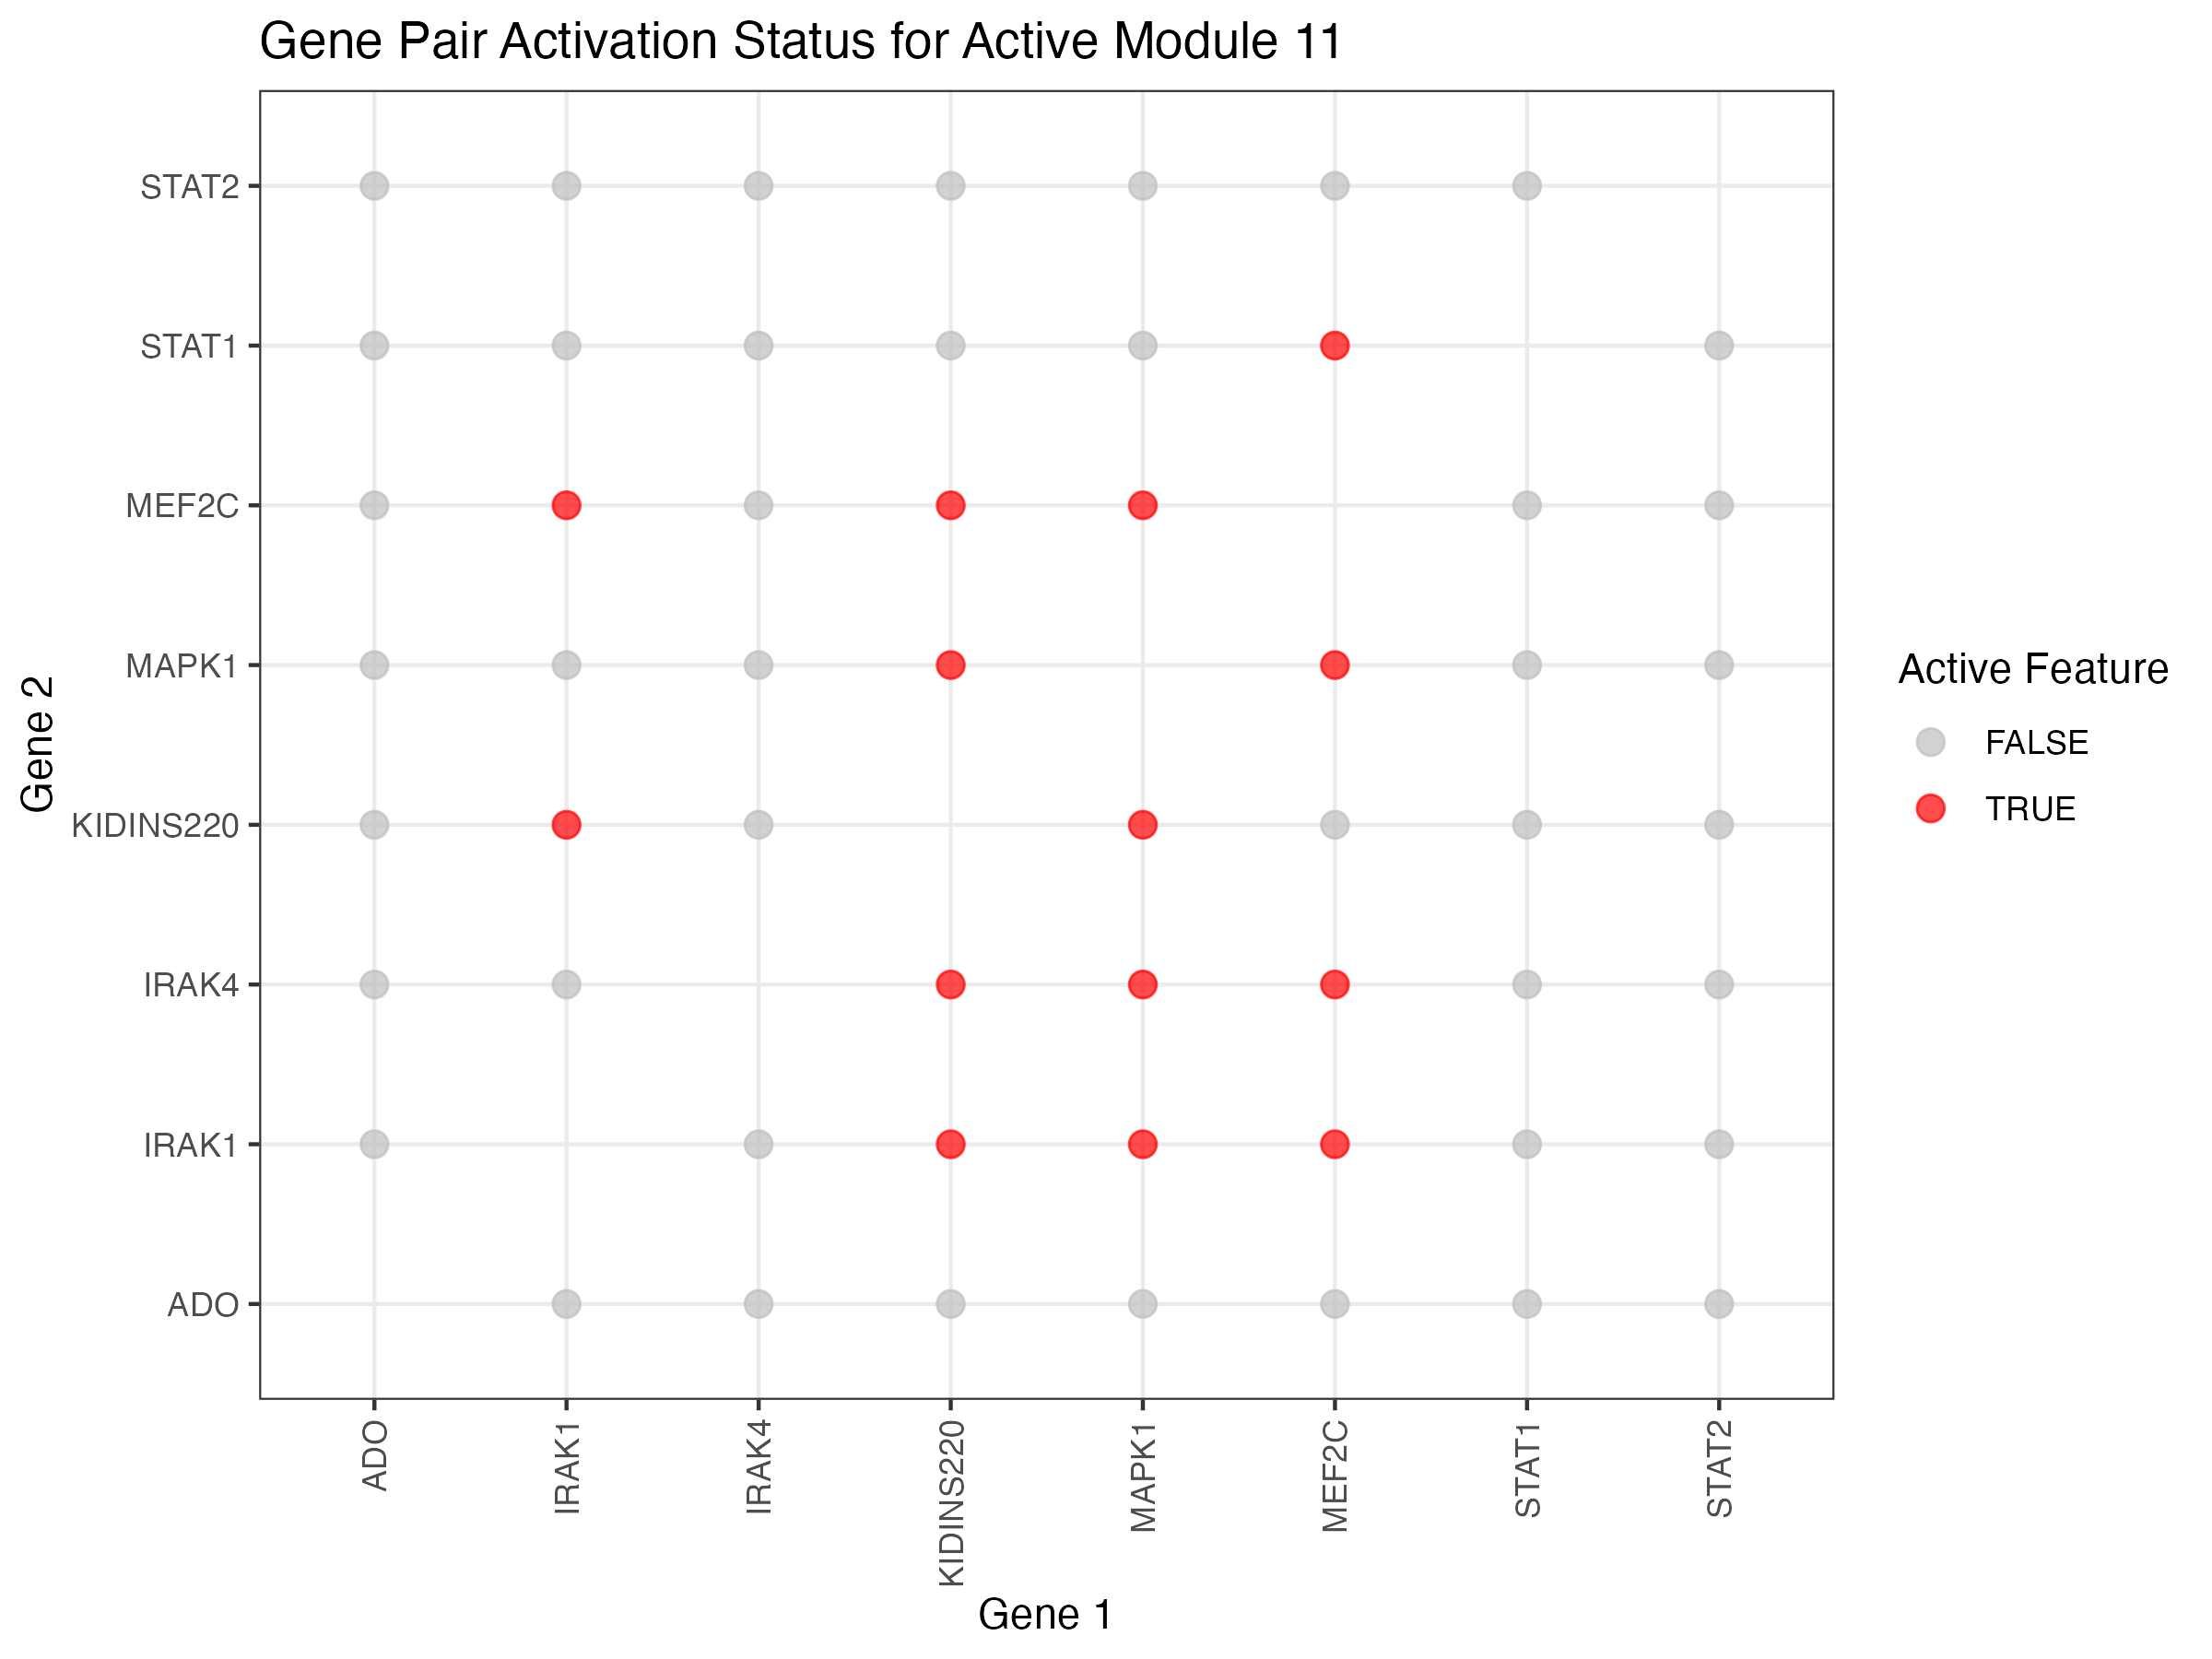 Gene Pair Activation Status for Active Module 11
STAT2
STAT1
MEF2C
MAPK1
KIDINS220
IRAK4
IRAK1
ADO
Gene 2
ADO
IRAK1
IRAK4
KIDINS220
MAPK1
MEF2C
STAT1
STAT2
Gene 1
Active Feature
FALSE
TRUE